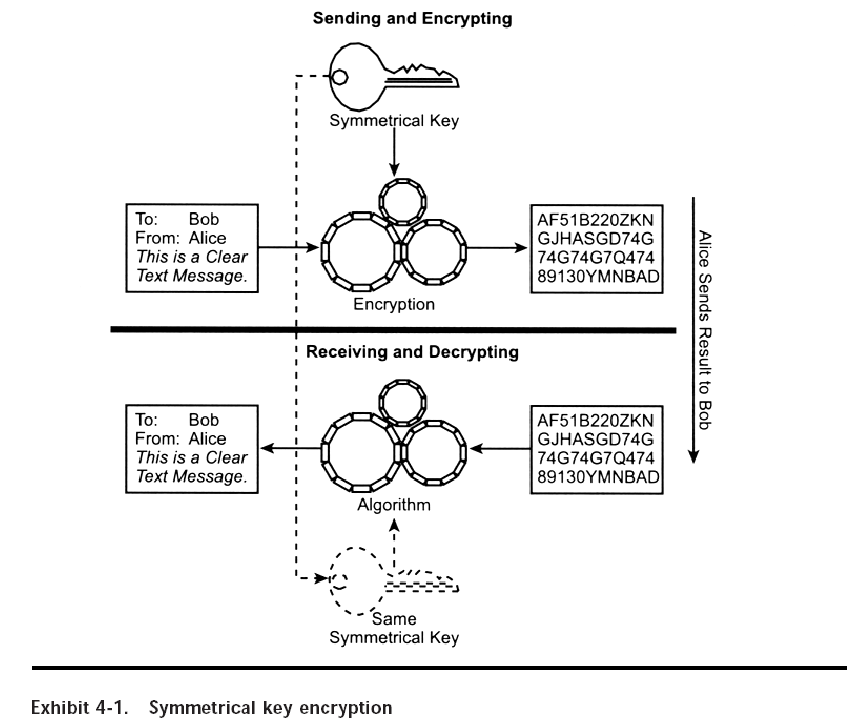 Sending and Encrypting
Symmetrical Key
To: Bob
From: Alice
This is a Clear
Text Message.
Encryption
AF51B220ZKN
GJHASGD74G
74G74G7Q474
89130YMNBAD
Alice Sends Result to Bob
Receiving and Decrypting
To: Bob
From: Alice
This is a Clear
Text Message.
Algorithm
AF51B220ZKN
GJHASGD74G
74G74G7Q474
89130YMNBAD
Same
Symmetrical Key
Exhibit 4-1. Symmetrical key encryption